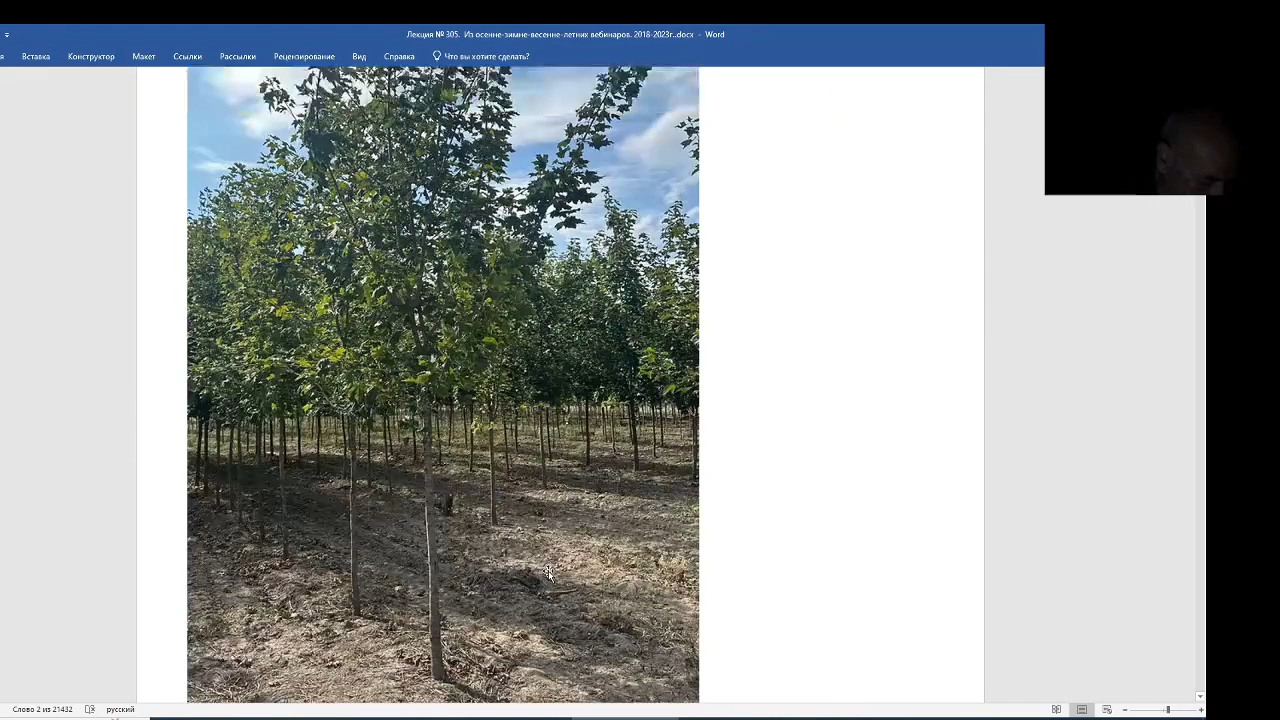 Лекция № 305. Из осенне-зимне-весенне-летних вебинаров. 2018-2023г..docx - Word
Вставка Конструктор Макет Ссылки Рассылки Рецензирование Вид Справка Что вы хотите сделать?
Слово 2 из 21432 русский